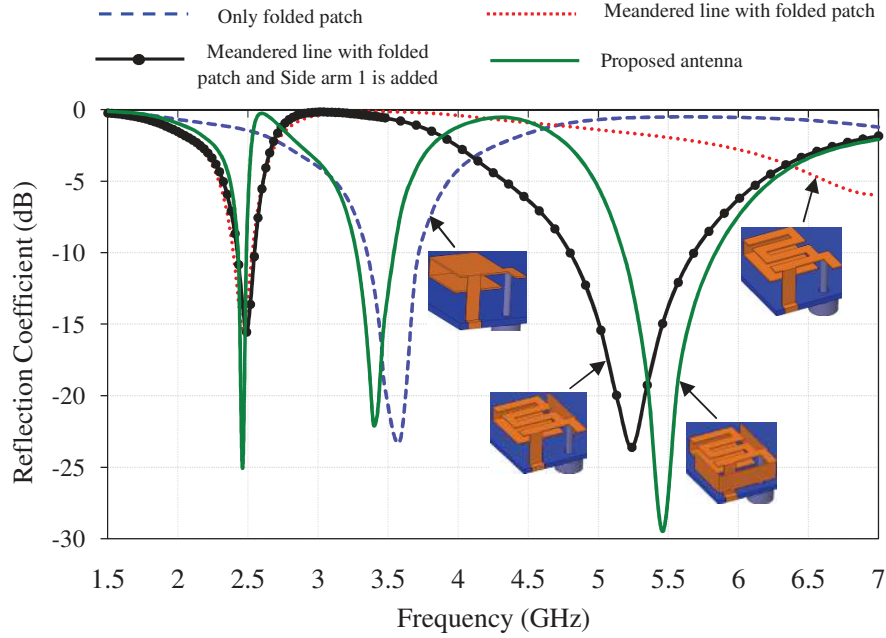 Only folded patch
Meandered line with folded patch
Meandered line with folded
patch and Side arm 1 is added
Proposed antenna
0
-5
-10
-15
-20
-25
-30
Reflection Coefficient (dB)
1.5 2 2.5 3 3.5 4 4.5 5 5.5 6 6.5 7
Frequency (GHz)